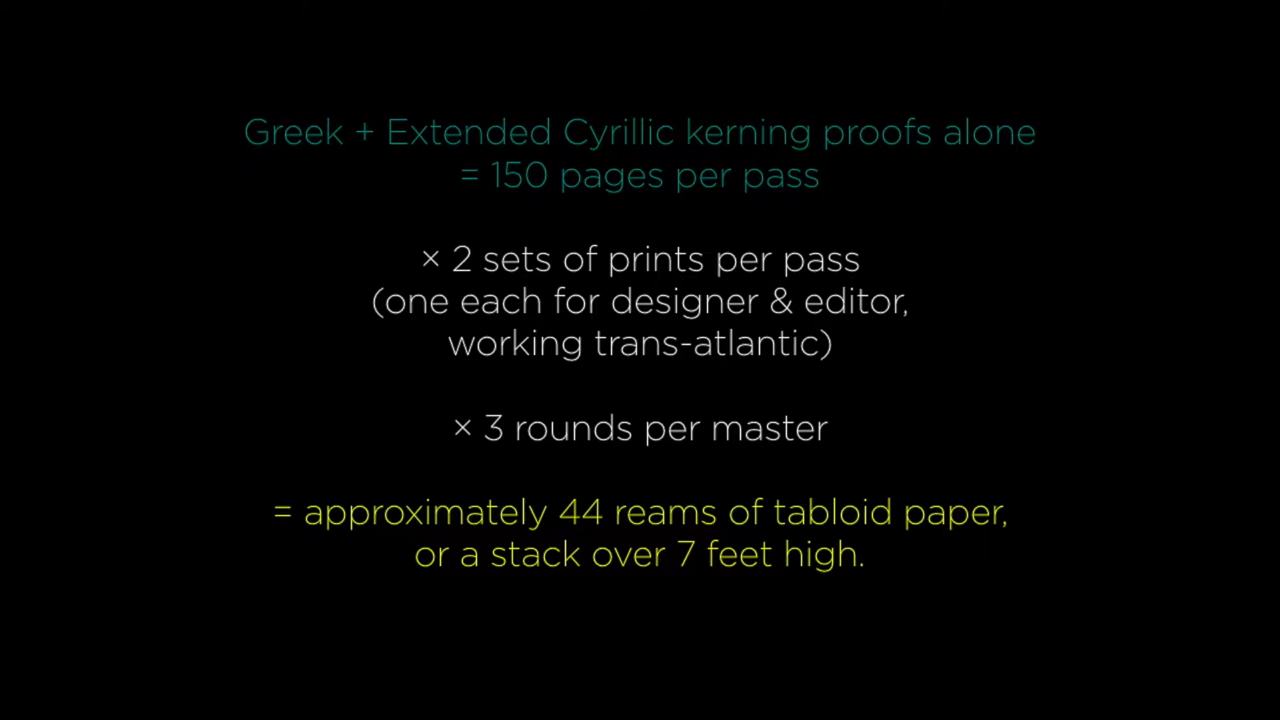 Greek + Extended Cyrillic kerning proofs alone
= 150 pages per pass
× 2 sets of prints per pass
(one each for designer & editor,
working trans-atlantic)
× 3 rounds per master
= approximately 44 reams of tabloid paper,
or a stack over 7 feet high.